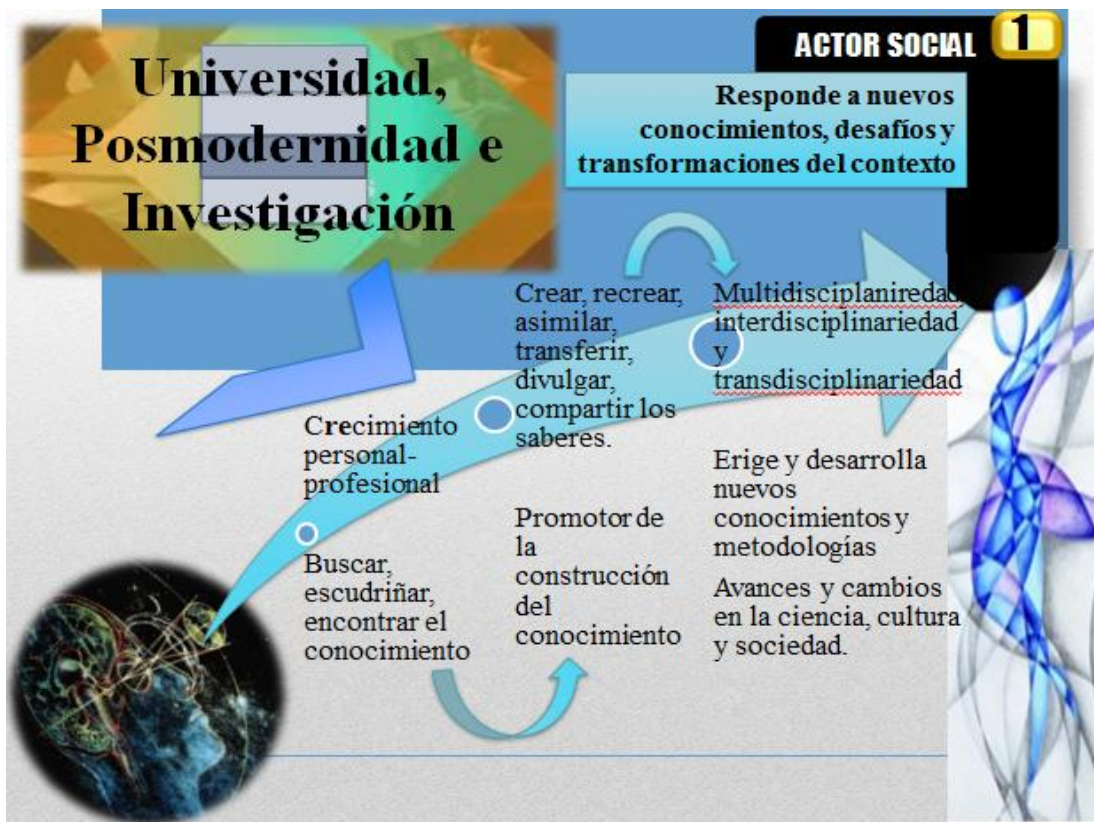 Universidad,
Posmodernidad e
Investigación
ACTOR SOCIAL 1
Responde a nuevos
conocimientos, desafíos y
transformaciones del contexto
Crecimiento
personal-
profesional
Buscar,
escudriñar,
encontrar el
conocimiento
Crear, recrear,
asimilar,
transferir,
divulgar,
compartir los
saberes.
Promotor de
la
construcción
del
conocimiento
Multidisciplaniredad
interdisciplinariedad
y
transdisciplinariedad
Erige y desarrolla
nuevos
conocimientos y
metodologías
Avances y cambios
en la ciencia, cultura
y sociedad.